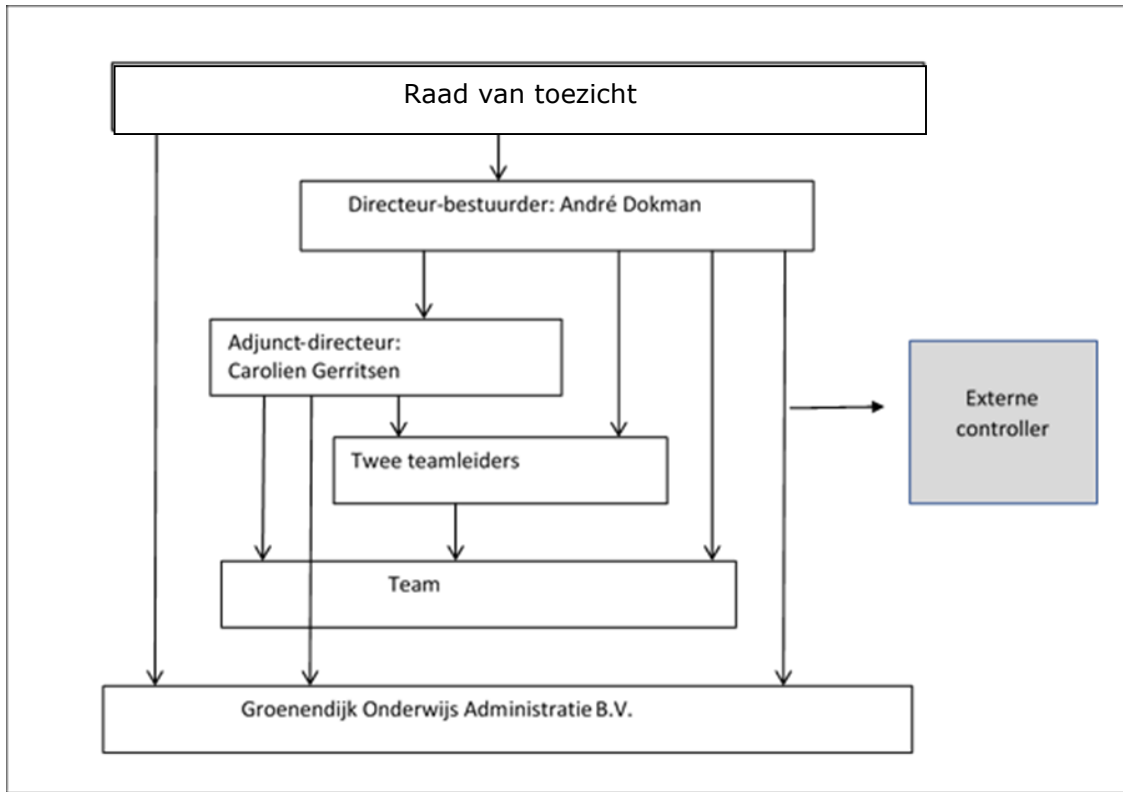 Raad van toezicht
Directeur-bestuurder: André Dokman
Adjunct-directeur:
Carolien Gerritsen
Externe
controller
Twee teamleiders
Team
Groenendijk Onderwijs Administratie B.V.